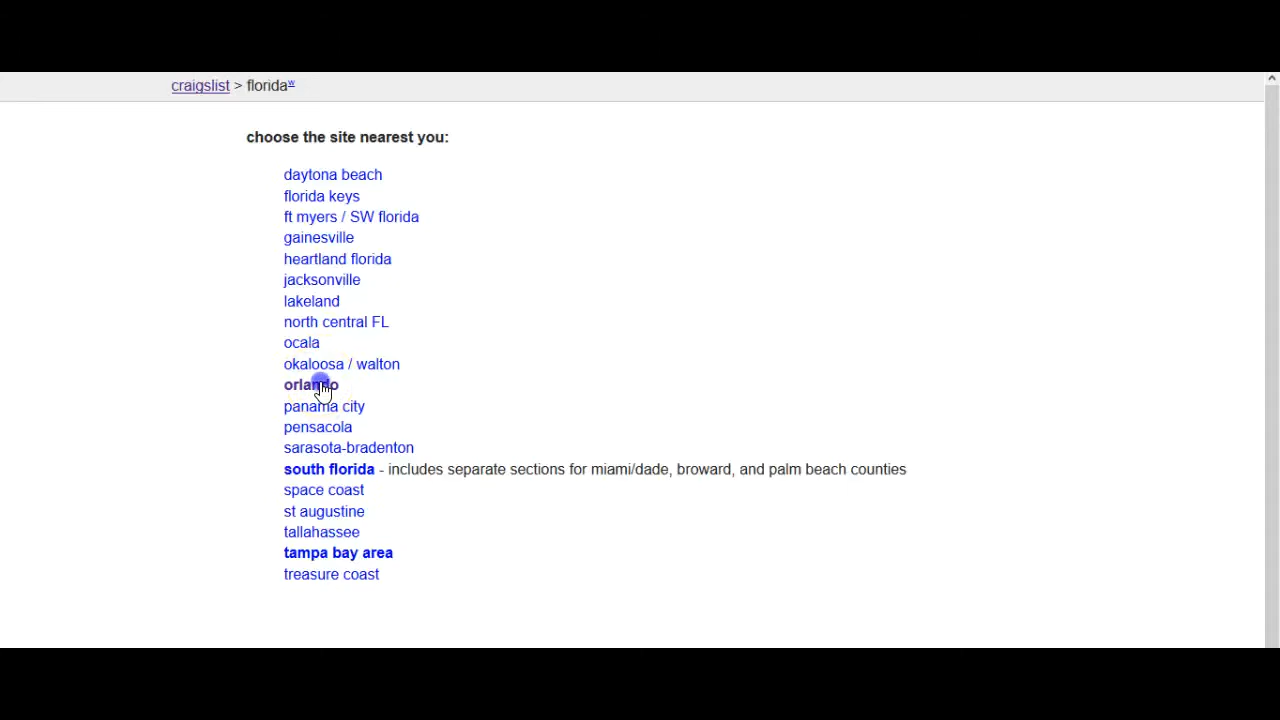 craigslist > florida w
choose the site nearest you:
daytona beach
florida keys
ft myers / SW florida
gainesville
heartland florida
jacksonville
lakeland
north central FL
ocala
okaloosa / walton
orlando
panama city
pensacola
sarasota-bradenton
south florida - includes separate sections for miami/dade, broward, and palm beach counties
space coast
st augustine
tallahassee
tampa bay area
treasure coast